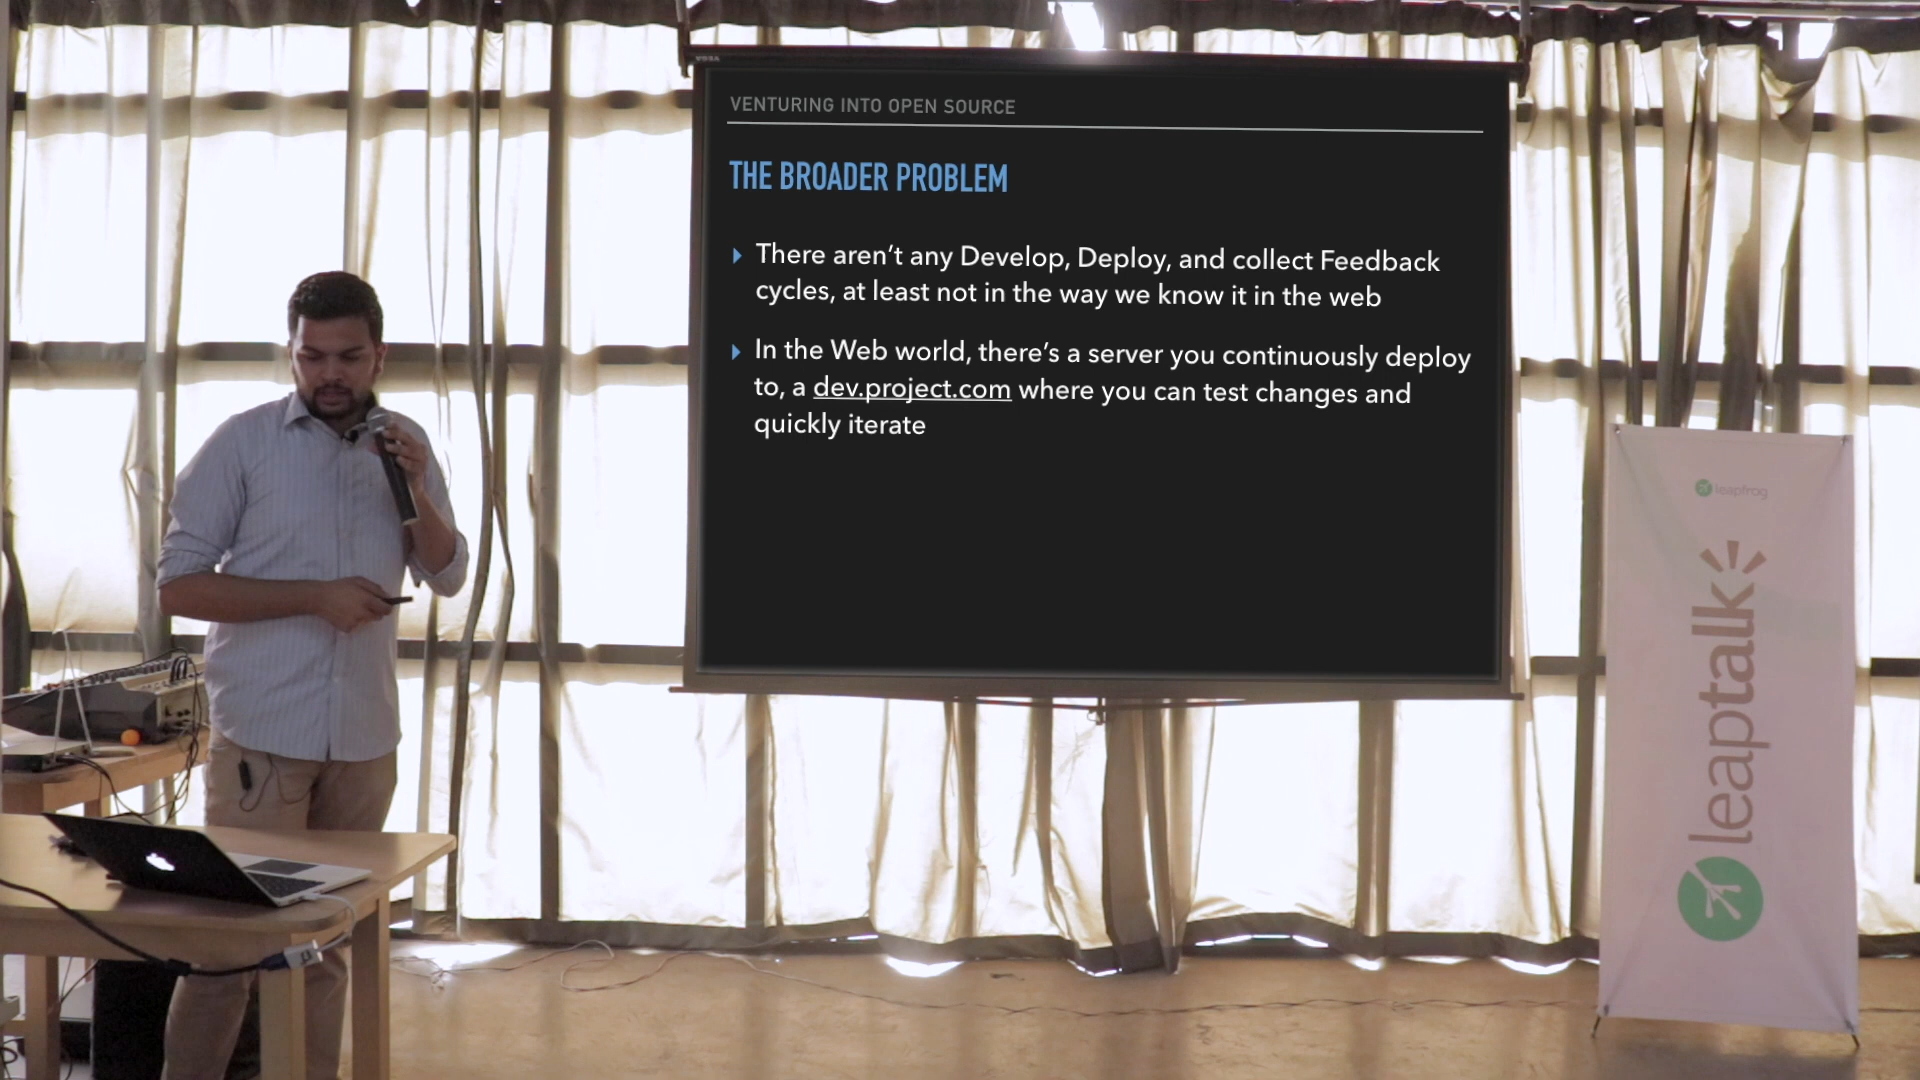 VENTURING INTO OPEN SOURCE
THE BROADER PROBLEM
There aren’t any Develop, Deploy, and collect Feedback
cycles, at least not in the way we know it in the web
In the Web world, there’s a server you continuously deploy
to, a dev.project.com where you can test changes and
quickly iterate
leapfrog
leaptalk